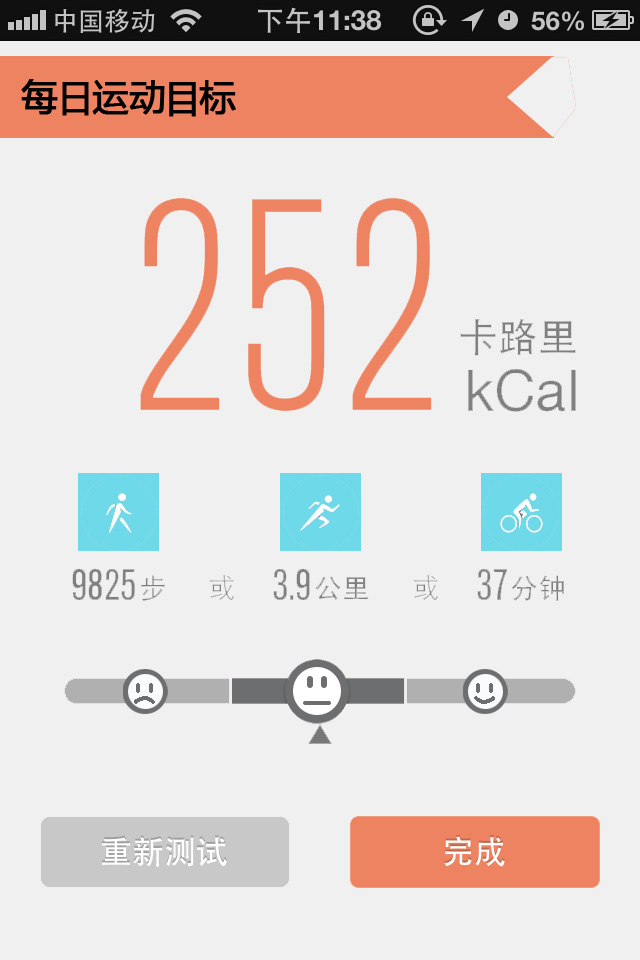 中国移动 下午11:38 56%
每日运动目标
252
卡路里
kCal
9825步 或 3.9公里 或 37分钟
重新测试 完成